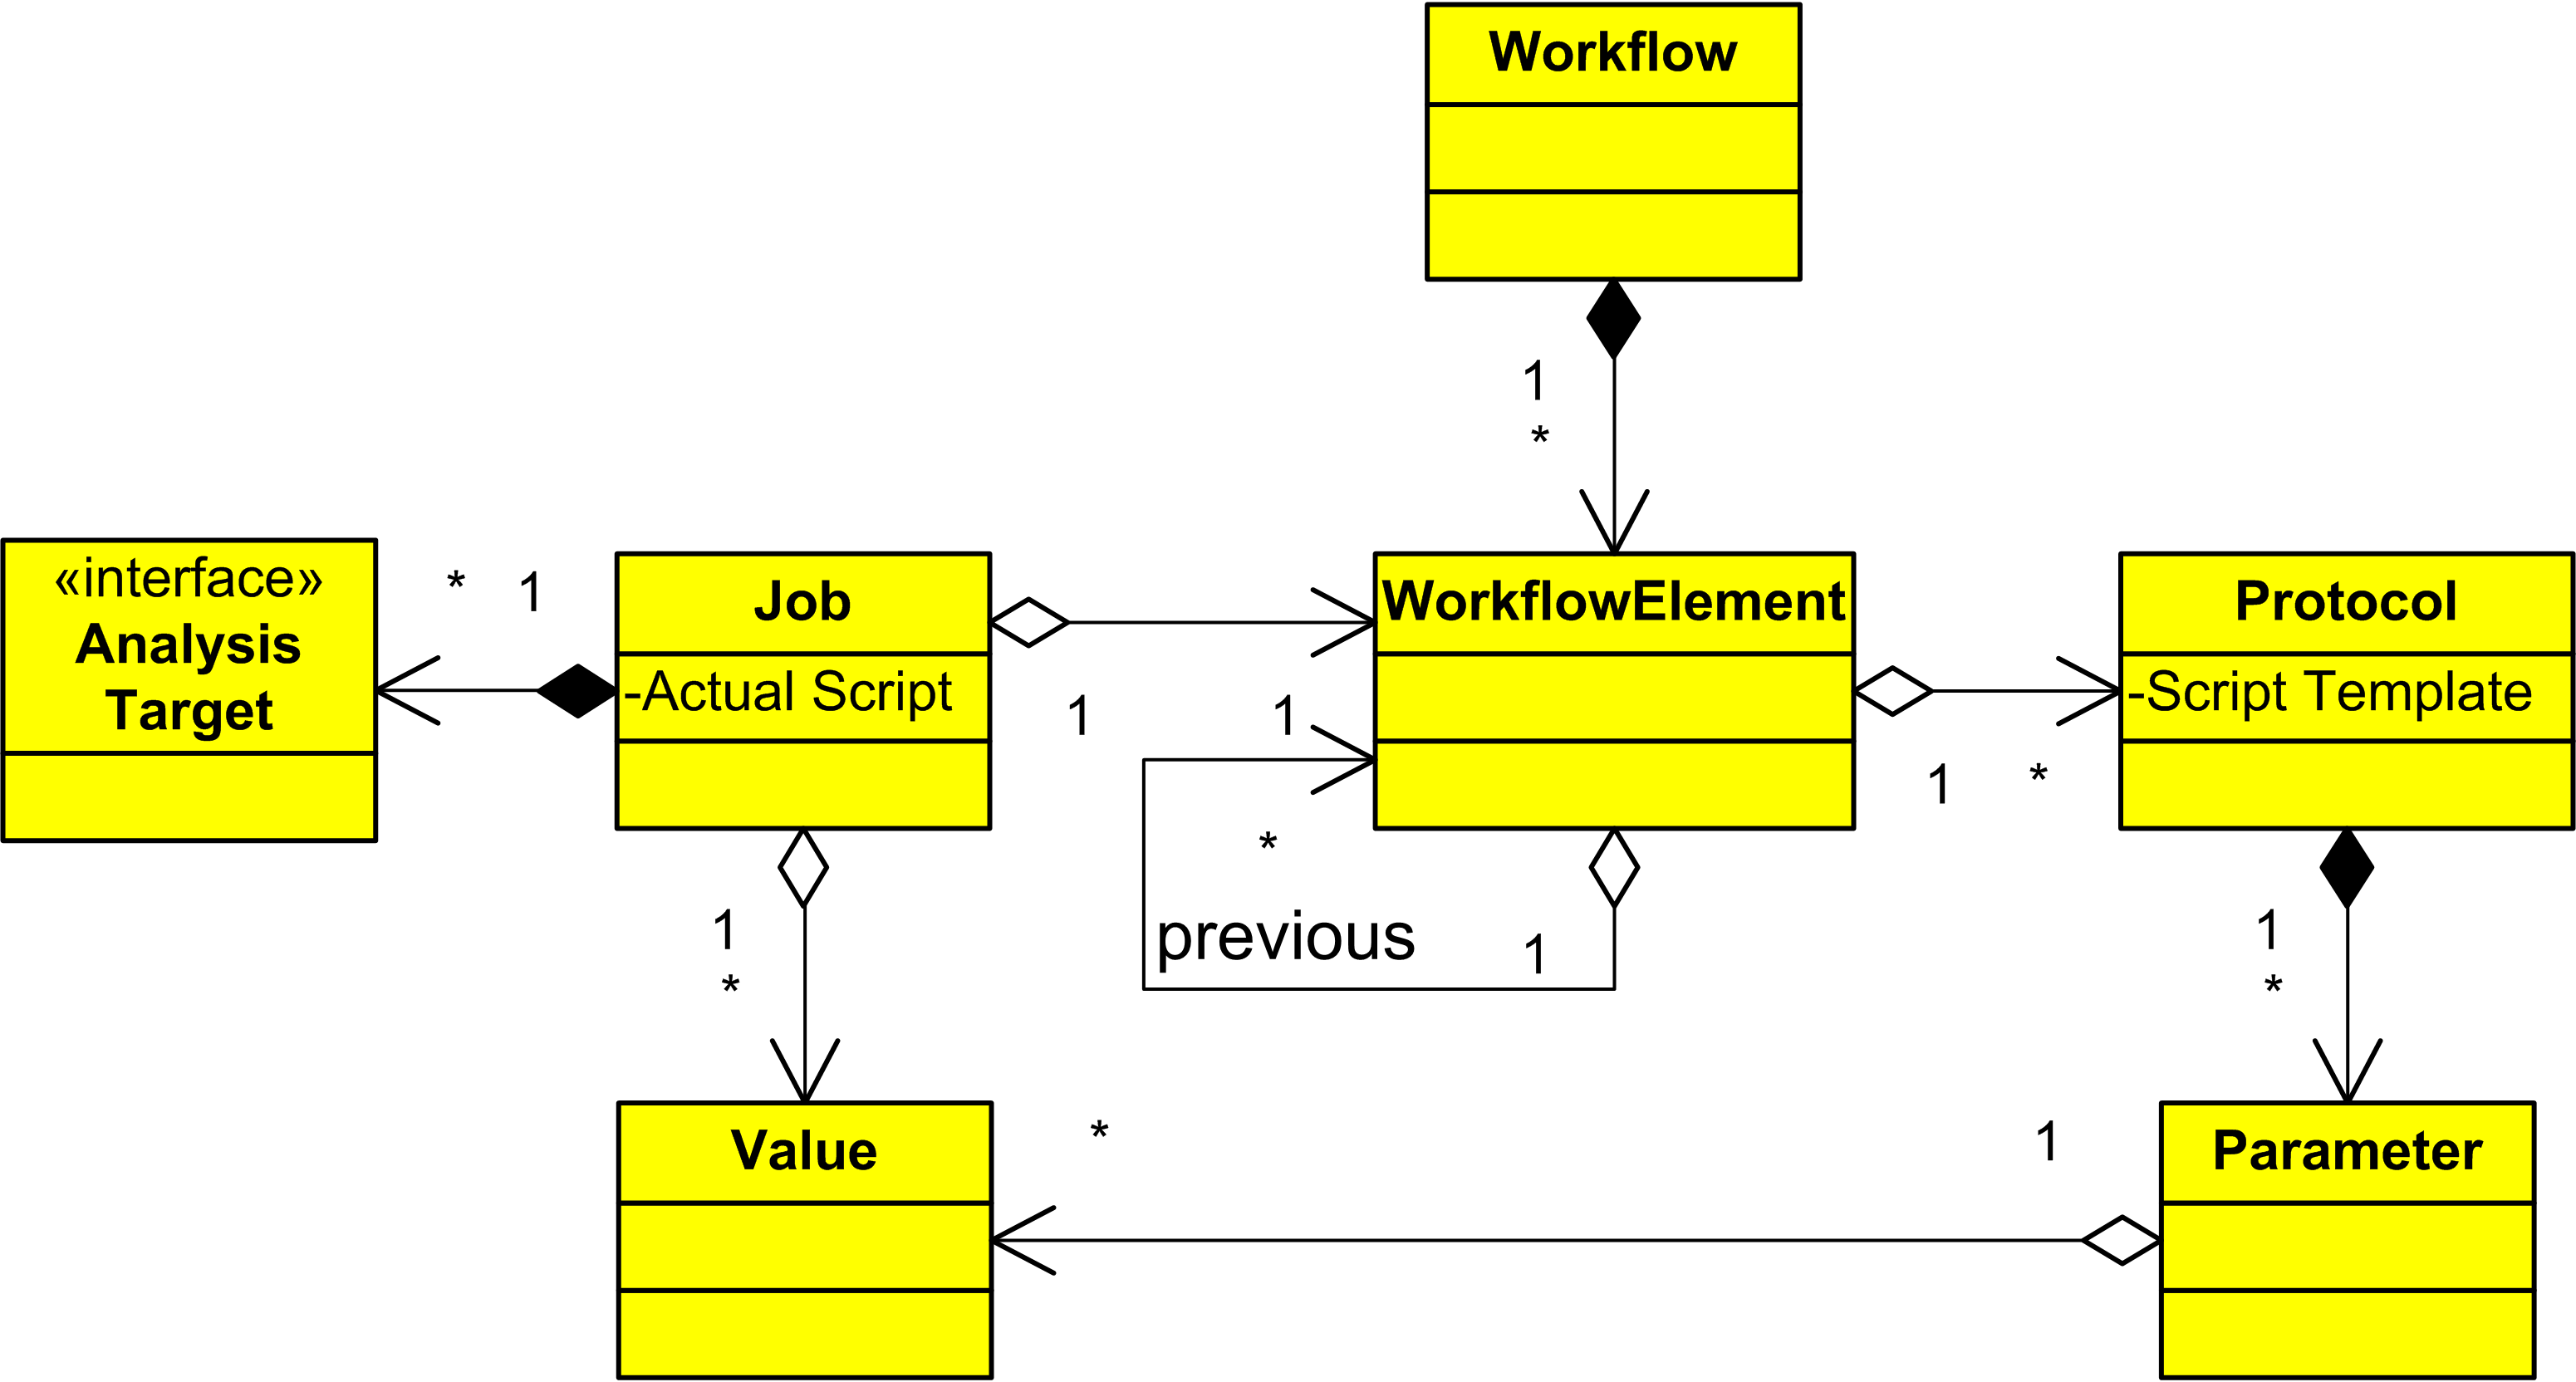 Workflow
1
*
«interface»
Analysis
Target
*
1
Job
-Actual Script
1
1
WorkflowElement
1
*
Protocol
-Script Template
*
previous
1
1
*
1
*
Value
*
1
Parameter